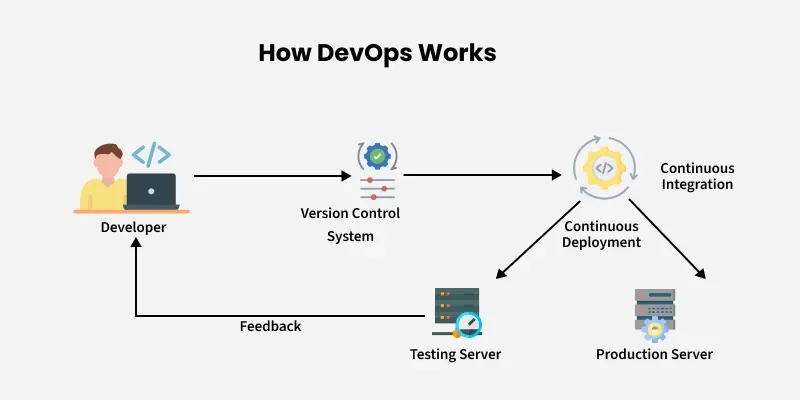 How DevOps Works
</>
Continuous
Integration
Version Control
System
Developer
Continuous
Deployment
Feedback
Testing Server
Production Server